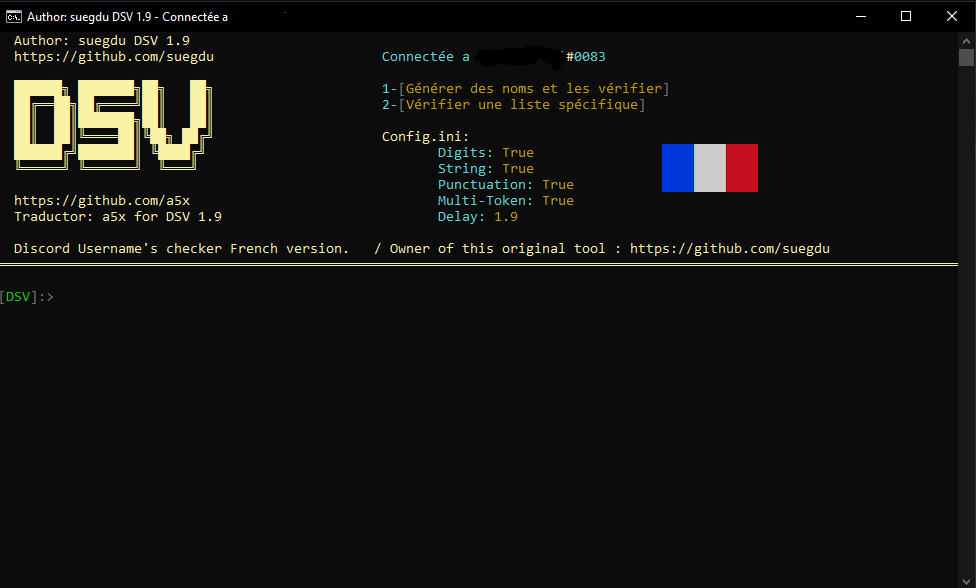 Author: suegdu DSV 1.9 - Connectée a
Author: suegdu DSV 1.9
https://github.com/suegdu
DSV
https://github.com/a5x
Traductor: a5x for DSV 1.9
Connectée a #0083
1-[Générer des noms et les vérifier]
2-[Vérifier une liste spécifique]
Config.ini:
Digits: True
String: True
Punctuation: True
Multi-Token: True
Delay: 1.9
Discord Username's checker French version. / Owner of this original tool : https://github.com/suegdu
[DSV]:>